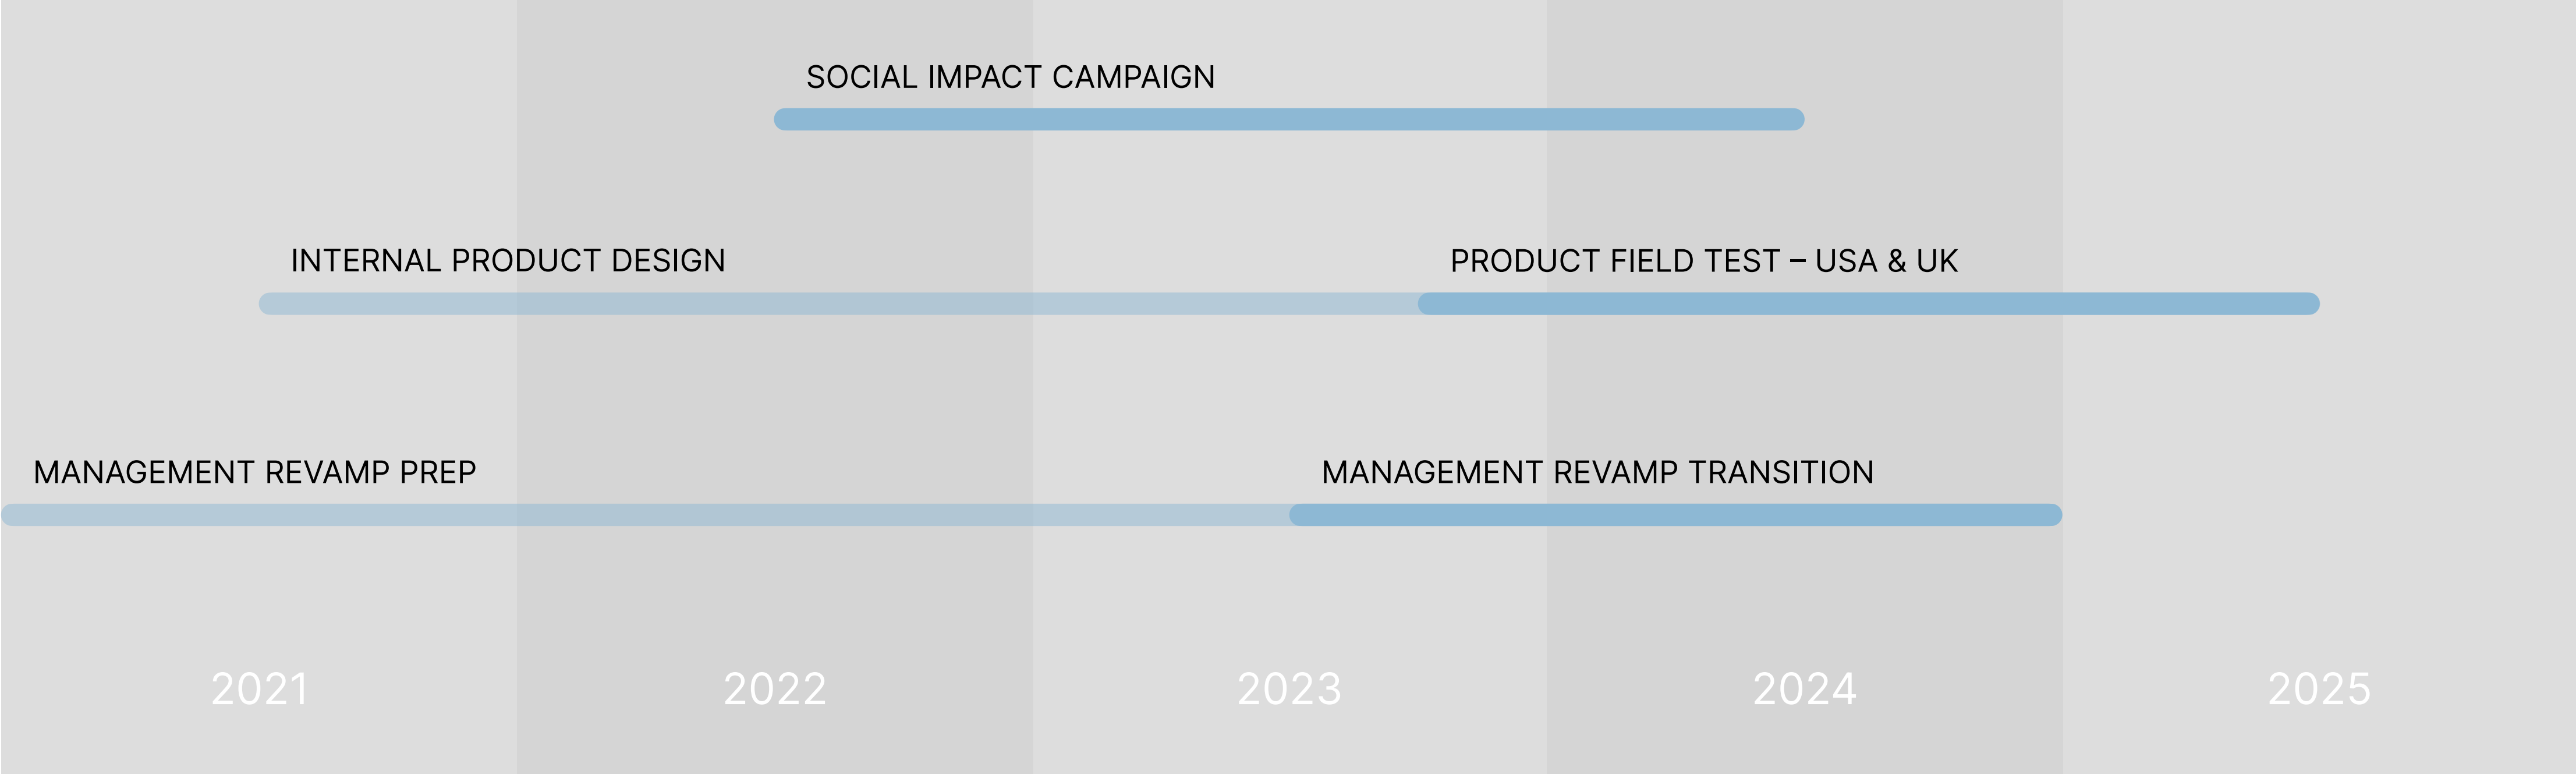 SOCIAL IMPACT CAMPAIGN
INTERNAL PRODUCT DESIGN
PRODUCT FIELD TEST – USA & UK
MANAGEMENT REVAMP PREP
MANAGEMENT REVAMP TRANSITION
2021
2022
2023
2024
2025